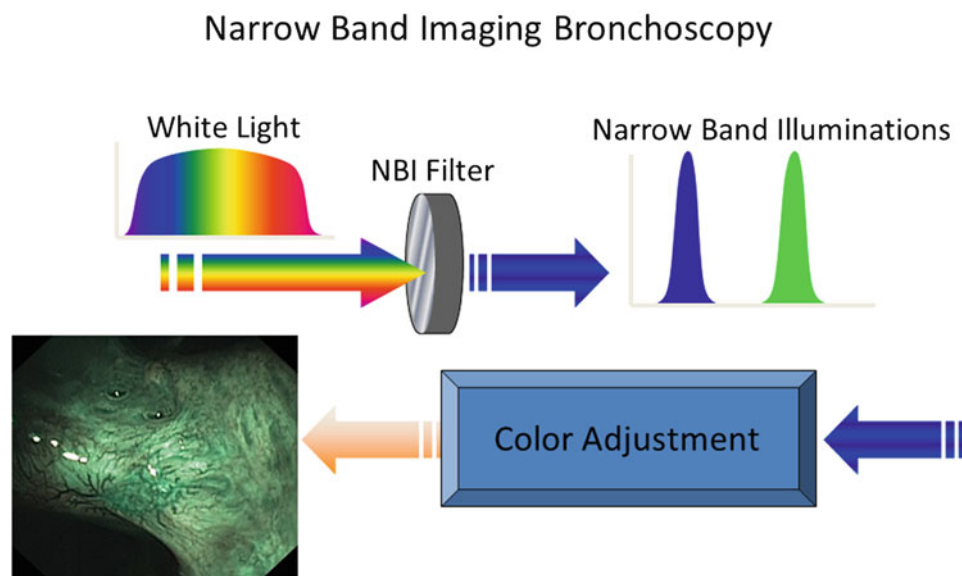 Narrow Band Imaging Bronchoscopy
White Light
NBI Filter
Narrow Band Illuminations
Color Adjustment